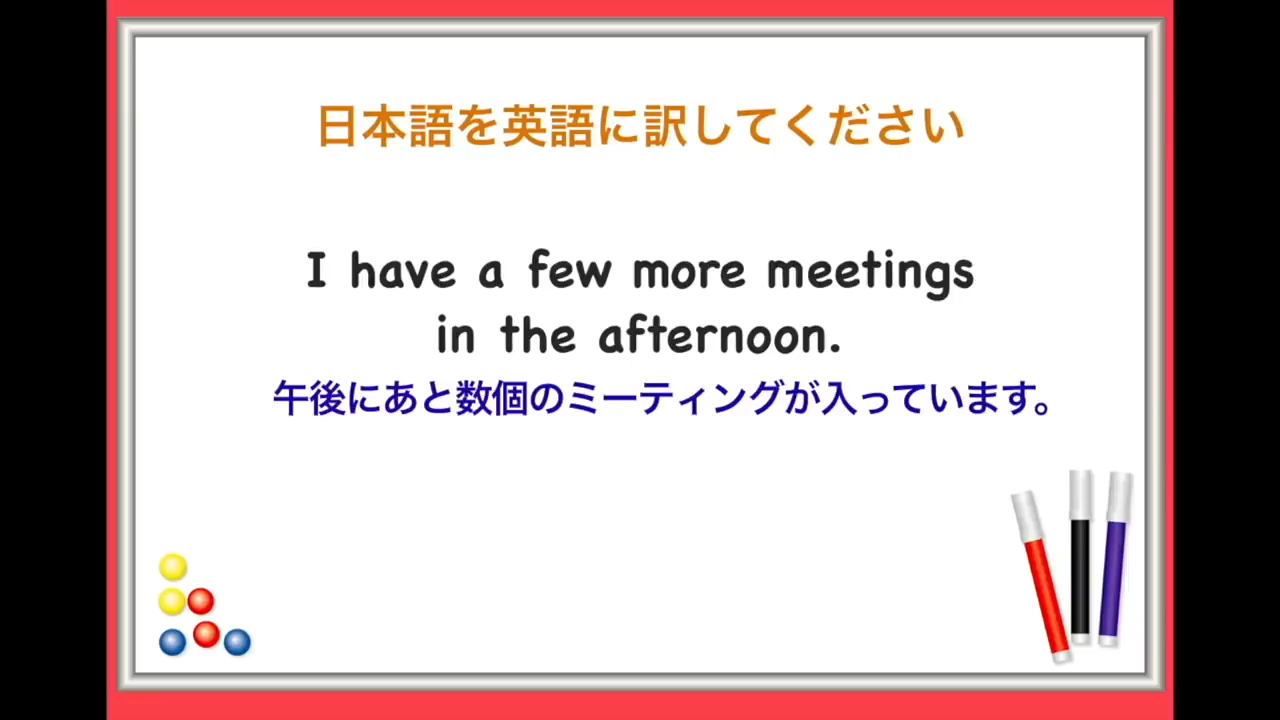 日本語を英語に訳してください
I have a few more meetings
in the afternoon.
午後にあと数個のミーティングが入っています。